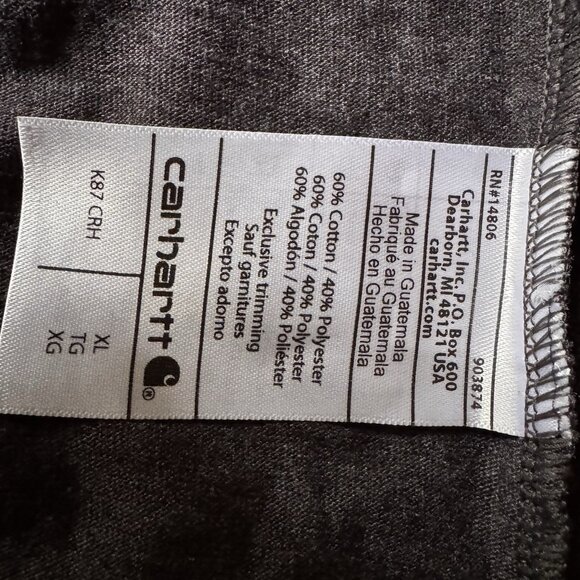 RN#14806 903874
Carhartt, Inc.P.O. Box 600
Dearborn, MI 48121 USA
carhartt.com
Made in Guatemala
Fabriqué au Guatemala
Hecho en Guatemala
60% Cotton / 40% Polyester
60% Coton / 40% Polyester
60% Algodón / 40% Poliéster
Exclusive trimming
Sauf garnitures
Excepto adorno
carhartt ®
K87 CRH
XL
TG
XG